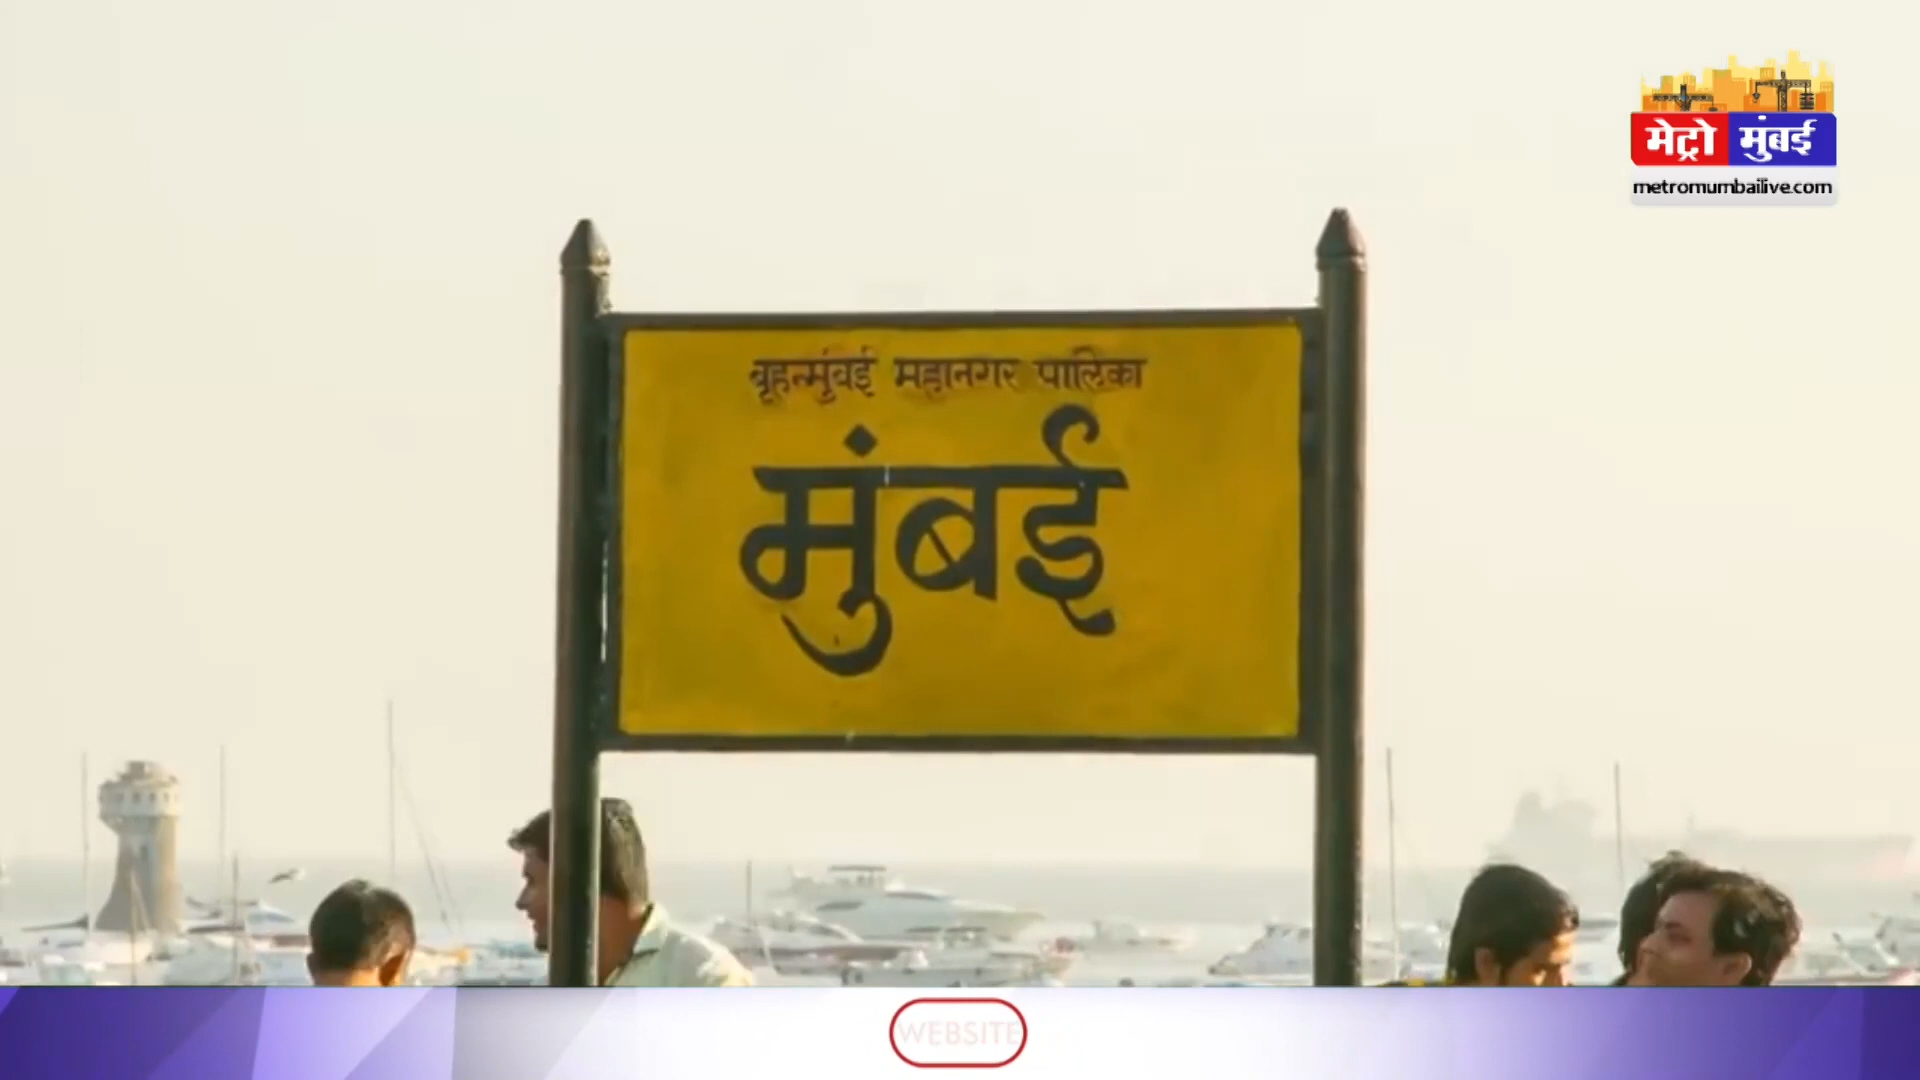 मेट्रो मुंबई
metromumbailive.com
बृहन्मुंबई महानगर पालिका
मुंबई
WEBSITE